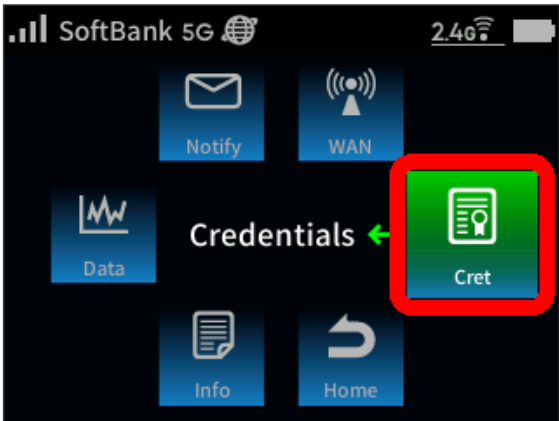 SoftBank 5G 2.4G
Notify WAN
Data Credentials Cret
Info Home